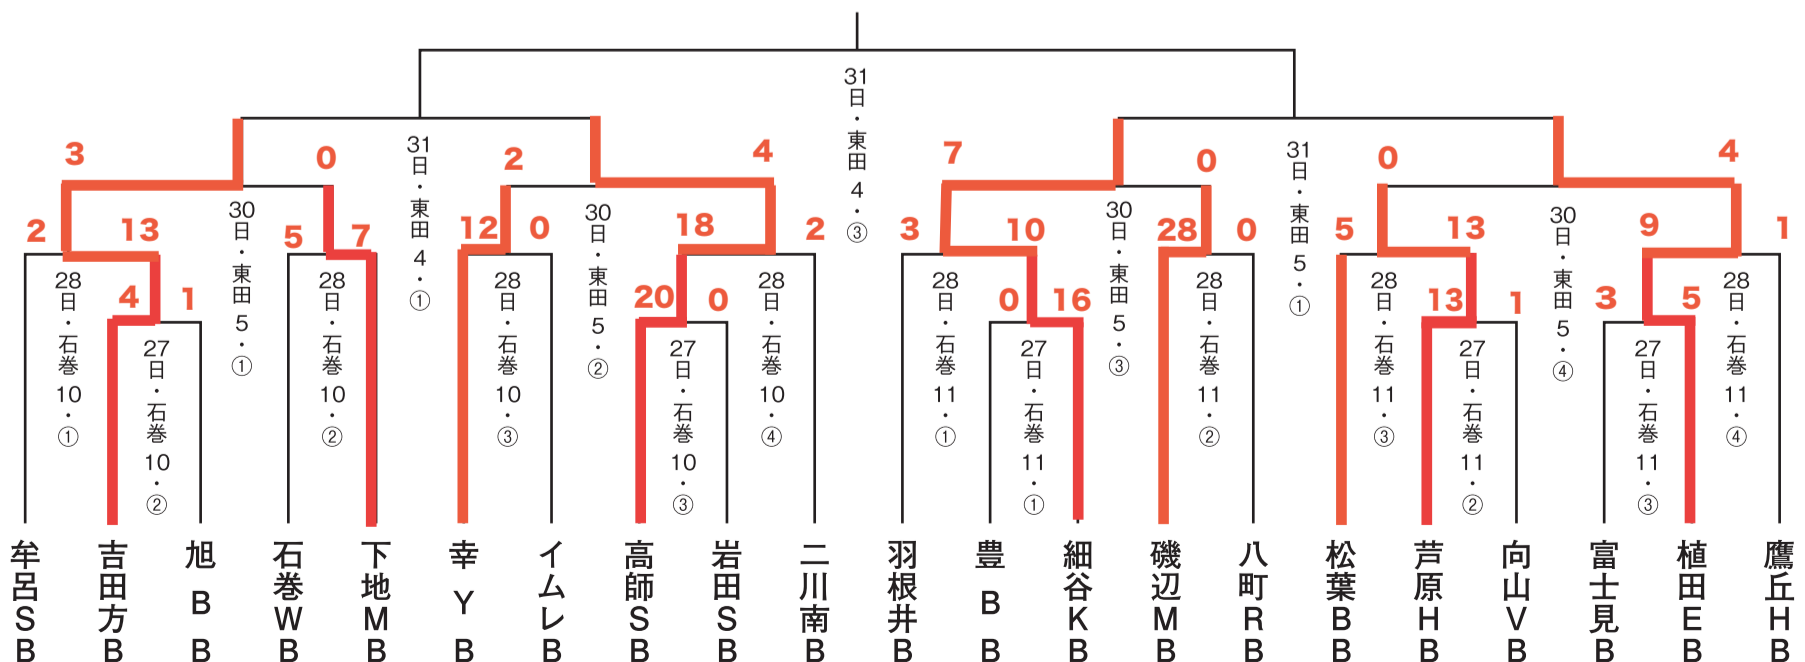 31日・東田4・③
3
0
31日・東田4・①
2
4
7
0
31日・東田5・①
0
4
2
13
30日・東田5・①
5
7
12
0
30日・東田5・②
18
2
3
10
30日・東田5・③
28
0
5
13
30日・東田5・④
9
1
28日・石巻10・①
4
1
28日・石巻10・②
28日・石巻10・③
20
0
28日・石巻10・④
28日・石巻11・①
0
16
28日・石巻11・②
28日・石巻11・③
13
1
3
5
28日・石巻11・④
27日・石巻10・②
27日・石巻10・③
27日・石巻11・①
27日・石巻11・②
27日・石巻11・③
牟呂SB
吉田方B
旭BB
石巻WB
下地MB
幸YB
イムレB
高師SB
岩田SB
二川南B
羽根井B
豊BB
細谷KB
磯辺MB
八町RB
松葉BB
芦原HB
向山VB
富士見B
植田EB
鷹丘HB